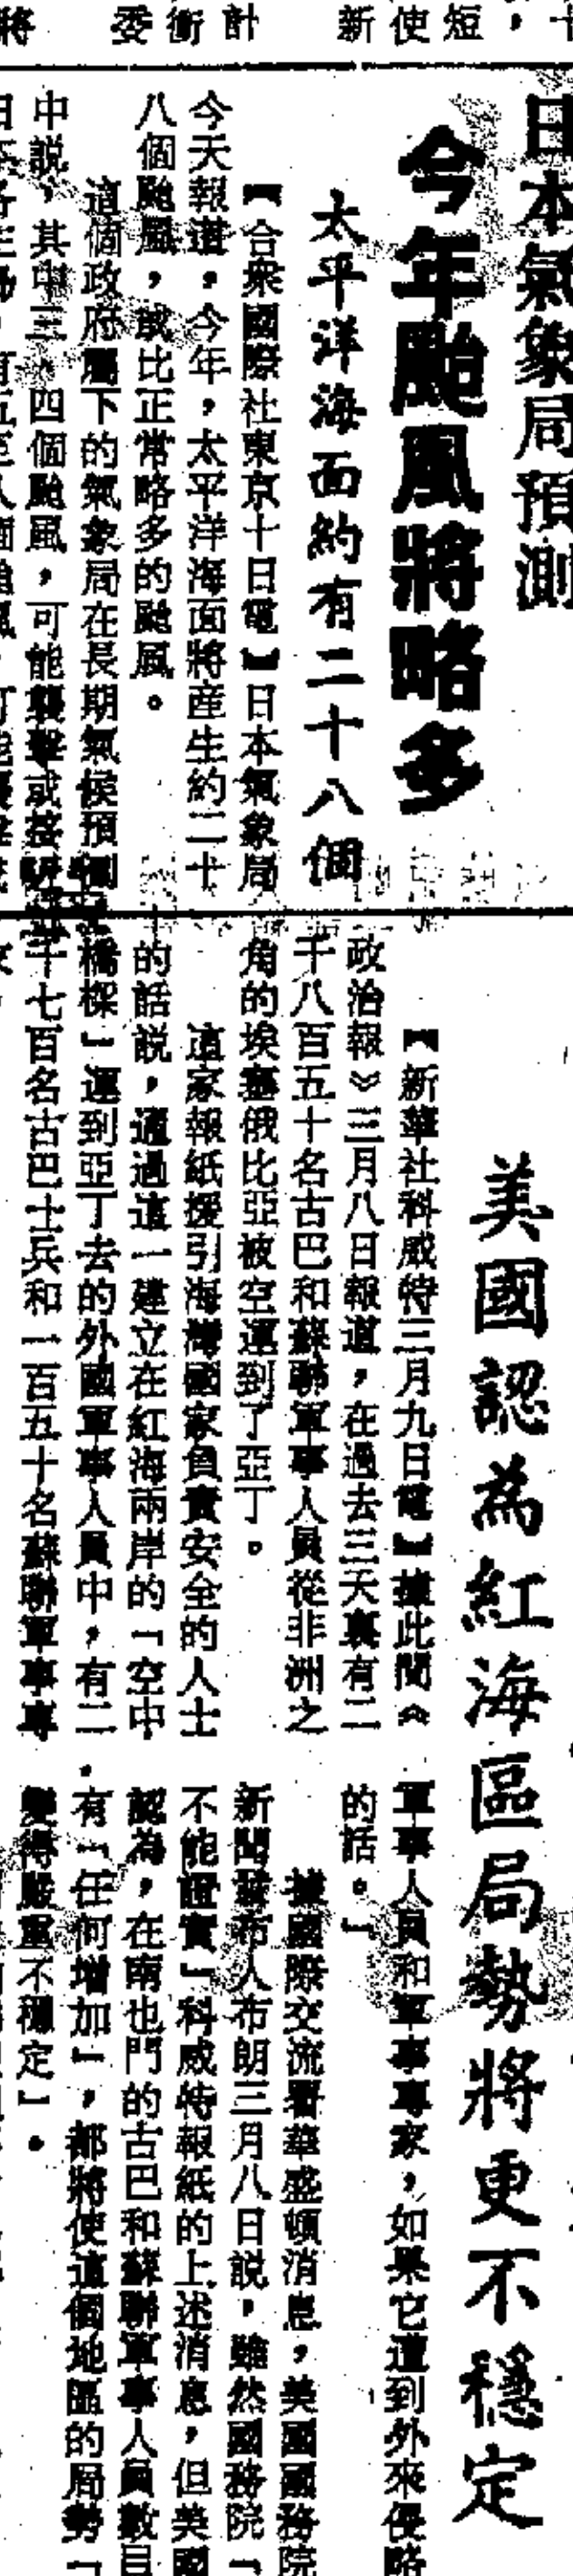 將
委衝計
新使短，十
日本氣象局預測
今年颱風將略多
太平洋海面約有二十八個
【合衆國際社東京十日電】日本氣象局
今天報道，今年，太平洋海面將産生約二十
八個颱風，或比正常略多的颱風。
這個政府屬下的氣象局在長期氣候預測
中說，其中三、四個颱風，可能襲擊或接近
美國認為紅海區局勢將更不穩定
【新華社科威特三月九日電】據此間《
政治報》三月八日報道，在過去三天裏有二
千八百五十名古巴和蘇聯軍事人員從非洲之
角的埃塞俄比亞被空運到了亞丁。
這家報紙援引海灣國家負責安全的人士
的話説，通過這一建立在紅海兩岸的「空中
橋樑」運到亞丁去的外國軍事人員中，有二
千七百名古巴士兵和一百五十名蘇聯軍事專
軍事人員和軍事專家，如果它遭到外來侵略
的話。」
據國際交流署華盛頓消息，美國國務院
新聞發布人布朗三月八日説，雖然國務院「
不能證實」科威特報紙的上述消息，但美國
認為，在南也門的古巴和蘇聯軍事人員數目
有「任何增加」，都將使這個地區的局勢「
變得嚴重不穩定」。